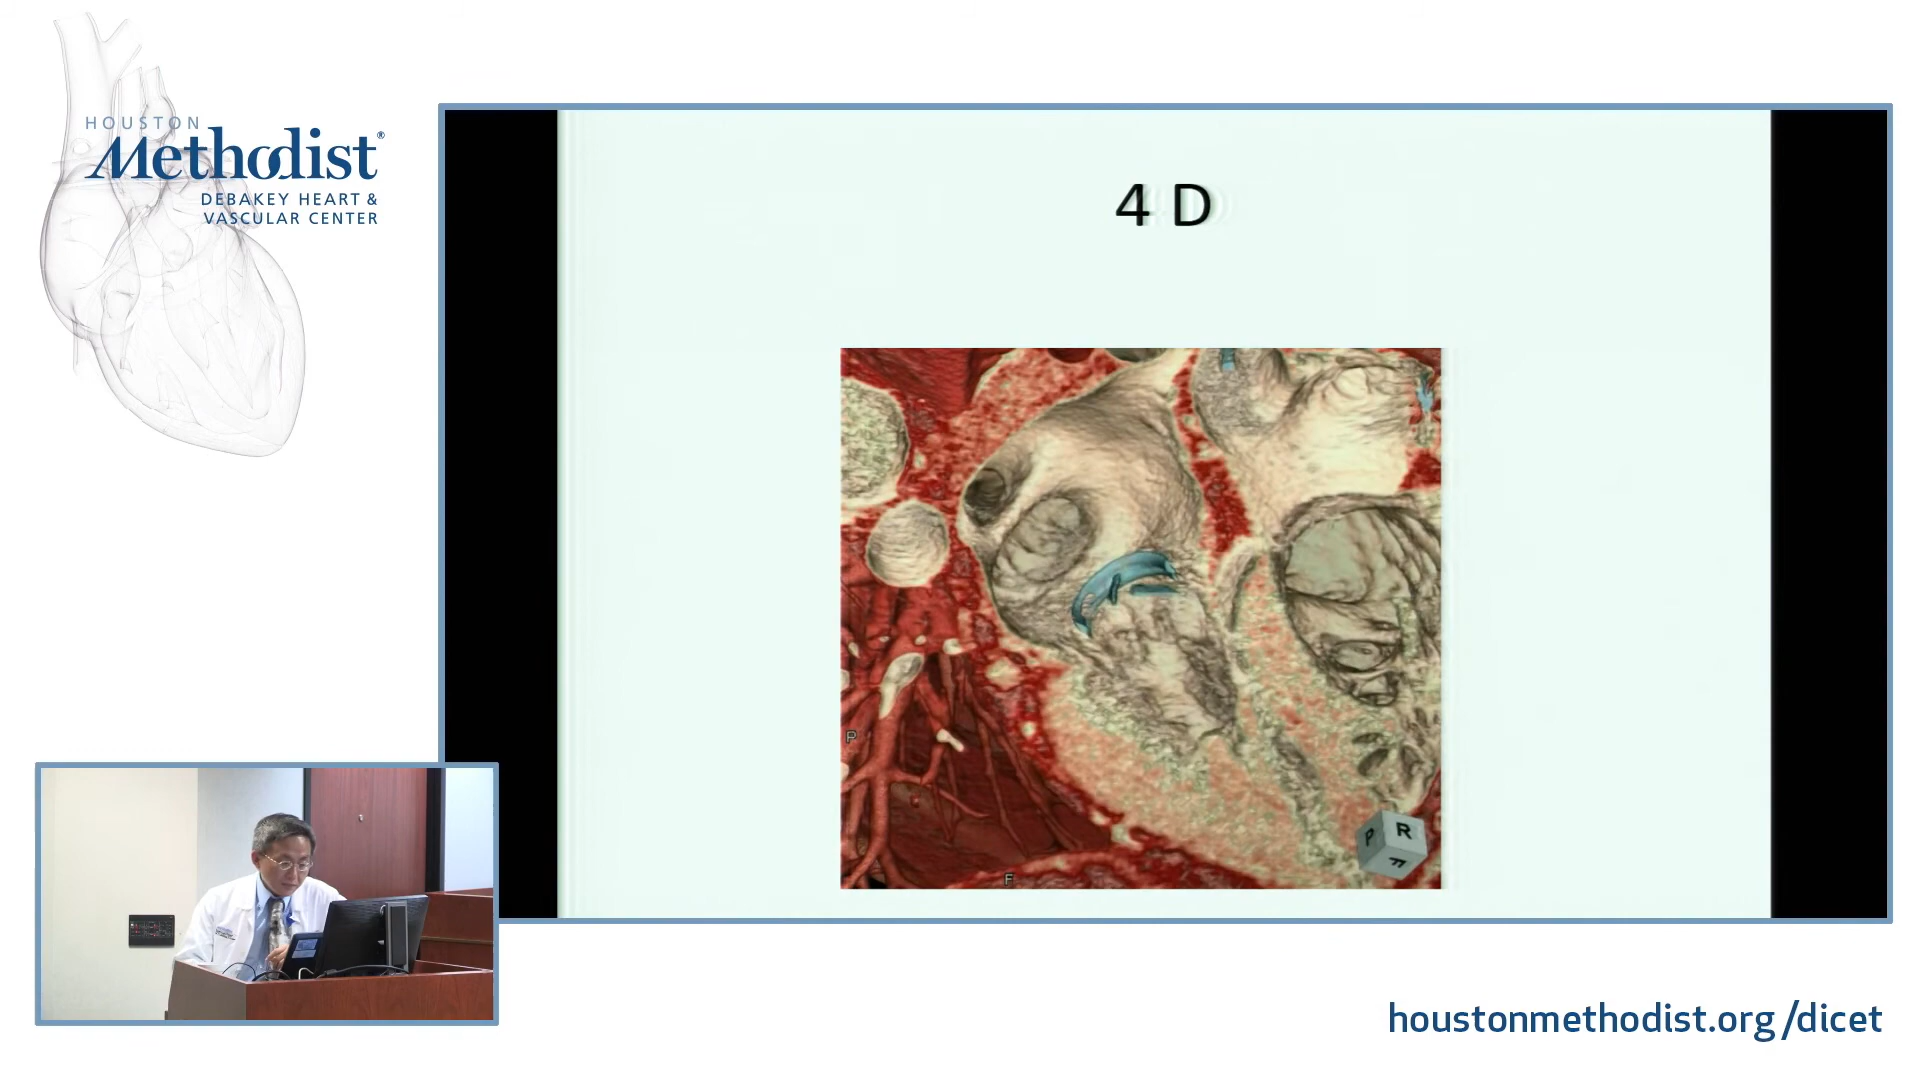 HOUSTON
Methodist®
DEBAKEY HEART &
VASCULAR CENTER
4 D
P
F
P R
F
houstonmethodist.org/dicet